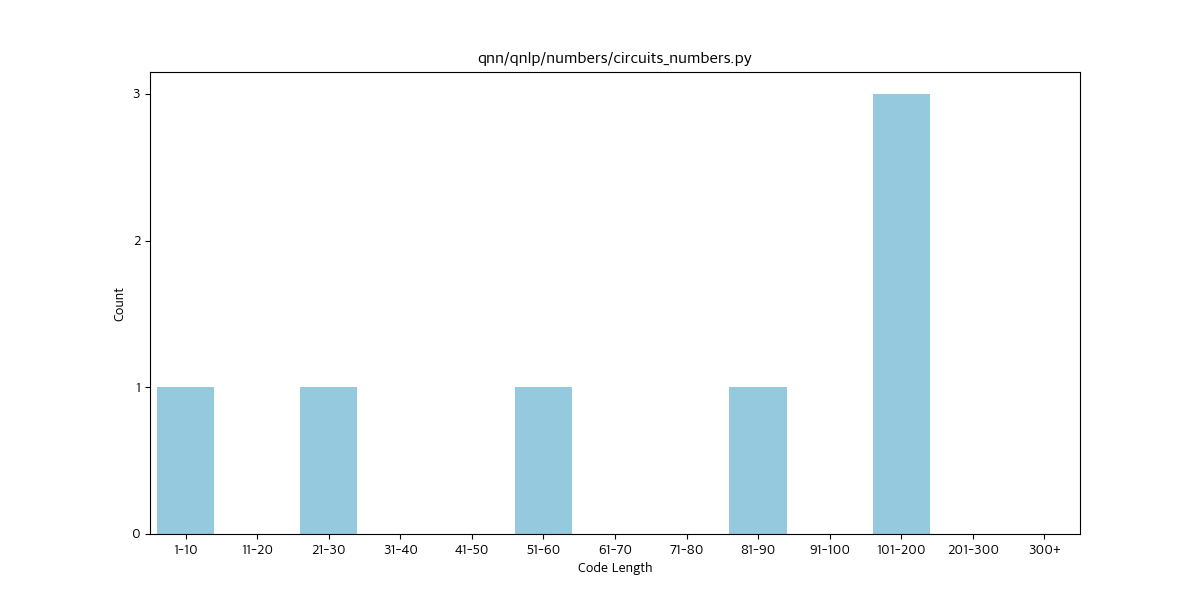 qnn/qnlp/numbers/circuits_numbers.py
3
2
1
0
Count
1-10 11-20 21-30 31-40 41-50 51-60 61-70 71-80 81-90 91-100 101-200 201-300 300+
Code Length